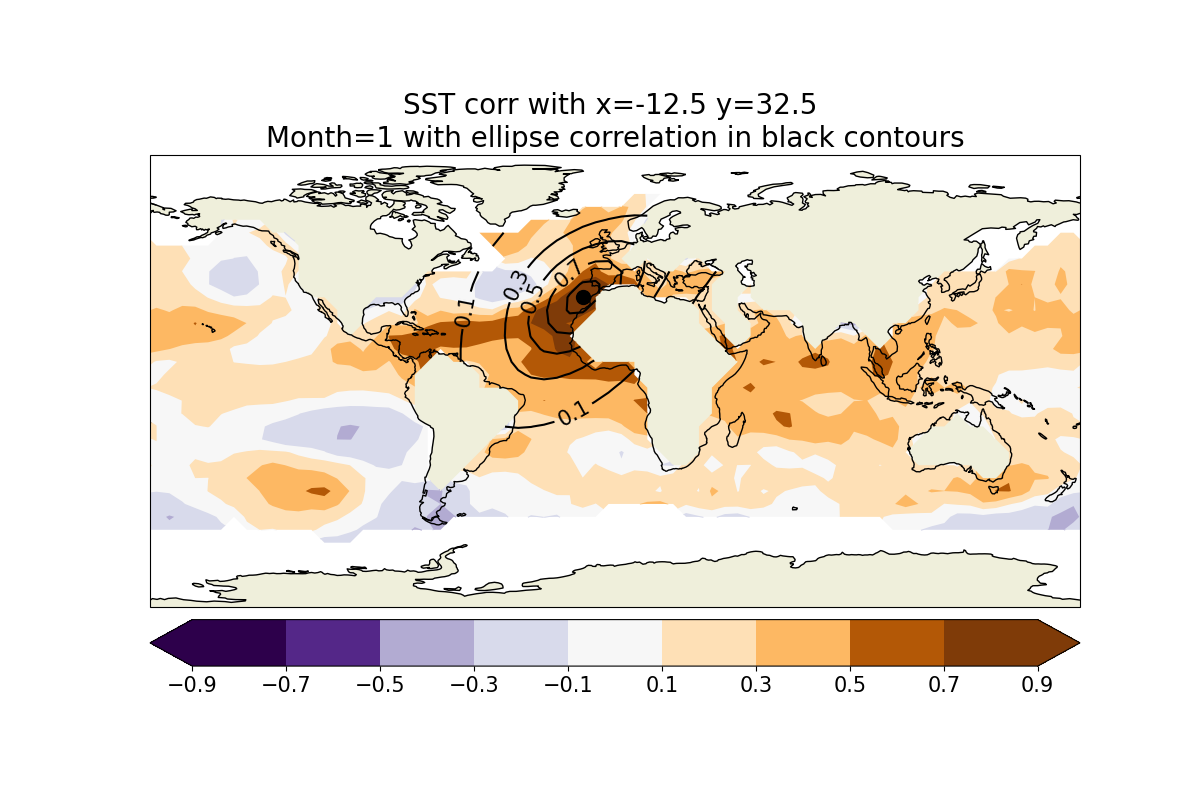 SST corr with x=-12.5 y=32.5
Month=1 with ellipse correlation in black contours
0.7
0.3
0.5
0.1
0.1
−0.9 −0.7 −0.5 −0.3 −0.1 0.1 0.3 0.5 0.7 0.9